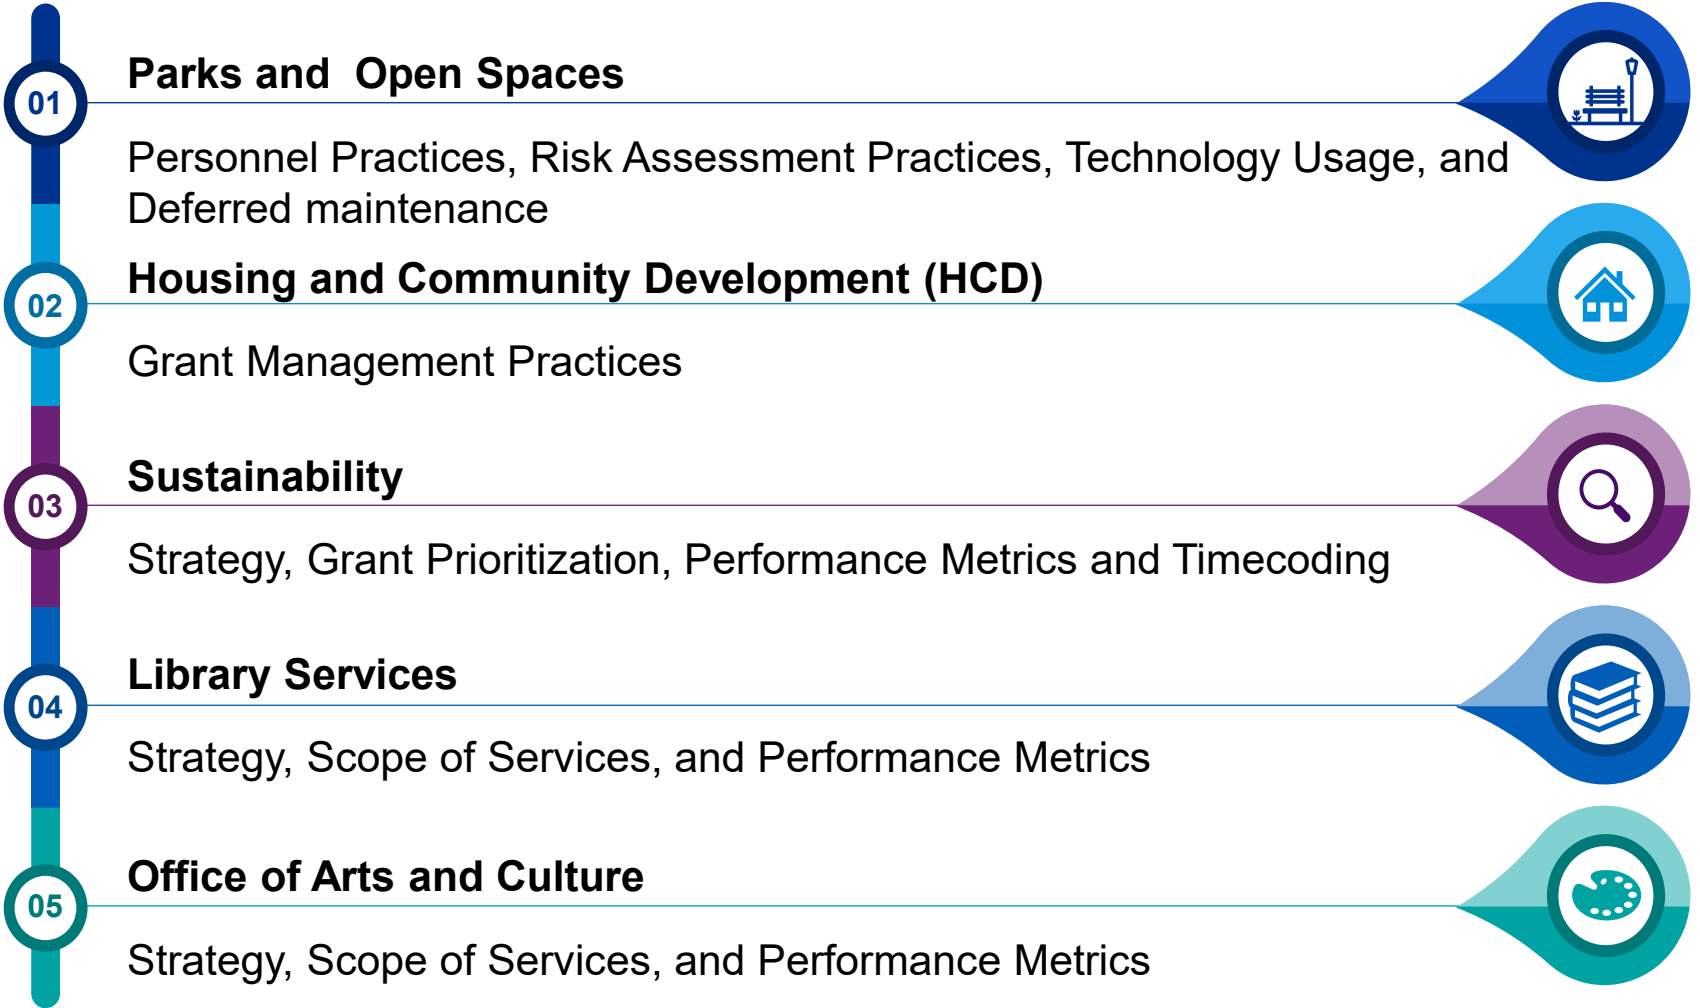 Parks and  Open Spaces
01
Personnel Practices, Risk Assessment Practices, Technology Usage, and
Deferred maintenance
Housing and Community Development (HCD)
02
Grant Management Practices
Sustainability
03
Strategy, Grant Prioritization, Performance Metrics and Timecoding
Library Services
04
Strategy, Scope of Services, and Performance Metrics
Office of Arts and Culture
05
Strategy, Scope of Services, and Performance Metrics